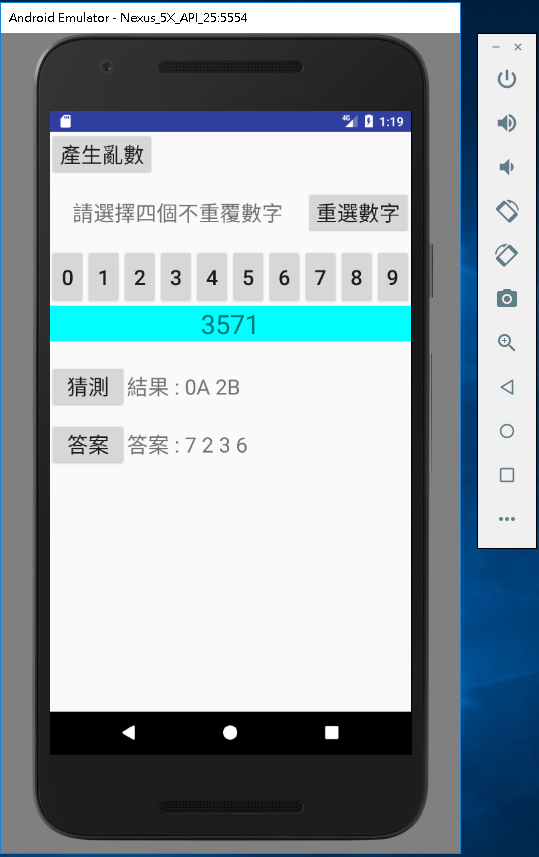 Android Emulator - Nexus_5X_API_25:5554
4G 1:19
產生亂數
請選擇四個不重覆數字 重選數字
0 1 2 3 4 5 6 7 8 9
3571
猜測 結果 : 0A 2B
答案 答案 : 7 2 3 6